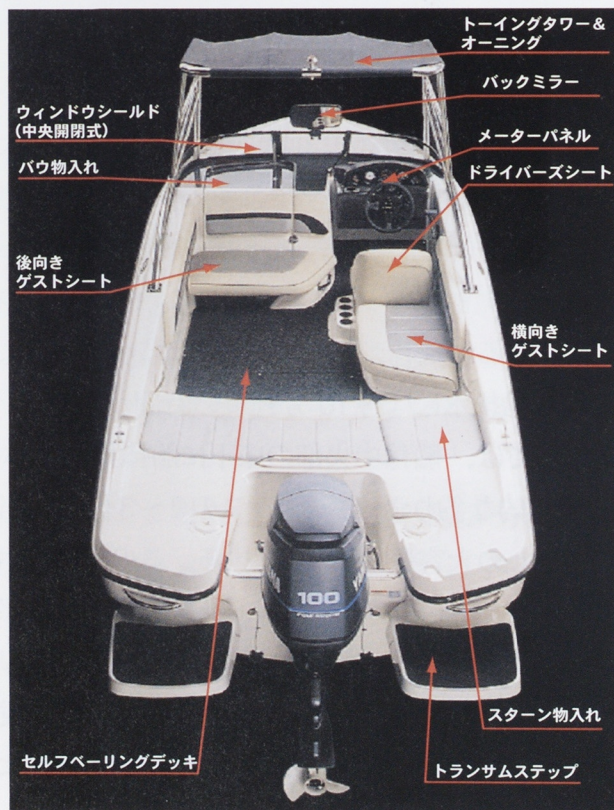 トーイングタワー&
オーニング
バックミラー
ウィンドウシールド
(中央開閉式)
メーターパネル
バウ物入れ
ドライバーズシート
後向き
ゲストシート
横向き
ゲストシート
YAMAHA
100
スターン物入れ
セルフベーリングデッキ
トランサムステップ